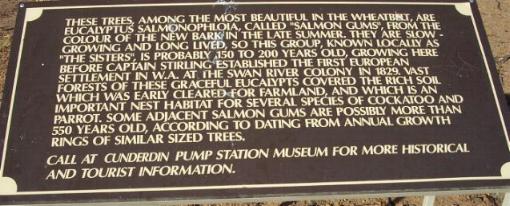 THESE TREES, AMONG THE MOST BEAUTIFUL IN THE WHEATBELT, ARE
EUCALYPTUS SALMONOPHLOIA, CALLED "SALMON GUMS", FROM THE
COLOUR OF THE NEW BARK IN THE LATE SUMMER. THEY ARE SLOW -
GROWING AND LONG LIVED, SO THIS GROUP, KNOWN LOCALLY AS
"THE SISTERS", IS PROBABLY 150 TO 200 YEARS OLD, GROWING HERE
BEFORE CAPTAIN STIRLING ESTABLISHED THE FIRST EUROPEAN
SETTLEMENT IN W.A. AT THE SWAN RIVER COLONY IN 1829. VAST
FORESTS OF THESE GRACEFUL EUCALYPTS COVERED THE RICH SOIL
WHICH WAS EARLY CLEARED FOR FARMLAND, AND WHICH IS AN
IMPORTANT NEST HABITAT FOR SEVERAL SPECIES OF COCKATOO AND
PARROT. SOME ADJACENT SALMON GUMS ARE POSSIBLY MORE THAN
550 YEARS OLD, ACCORDING TO DATING FROM ANNUAL GROWTH
RINGS OF SIMILAR SIZED TREES.
CALL AT CUNDERDIN PUMP STATION MUSEUM FOR MORE HISTORICAL
AND TOURIST INFORMATION.